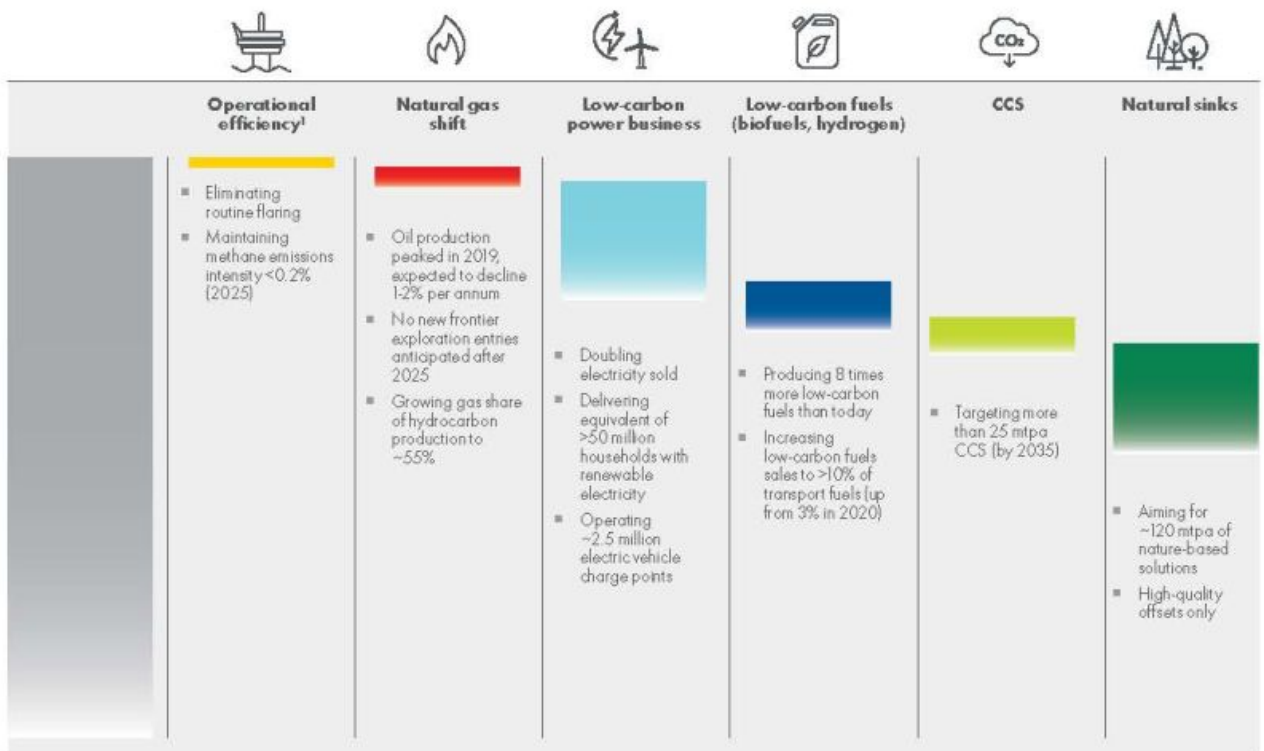 CO₂
Operational
efficiency¹
Natural gas
shift
Low-carbon
power business
Low-carbon fuels
(biofuels, hydrogen)
CCS
Natural sinks
▪ Eliminating
routine flaring
▪ Maintaining
methane emissions
intensity <0.2%
(2025)
▪ Oil production
peaked in 2019,
expected to decline
1-2% per annum
▪ No new frontier
exploration entries
anticipated after
2025
▪ Growing gas share
of hydrocarbon
production to
~55%
▪ Doubling
electricity sold
▪ Delivering
equivalent of
>50 million
households with
renewable
electricity
▪ Operating
~2.5 million
electric vehicle
charge points
▪ Producing 8 times
more low-carbon
fuels than today
▪ Increasing
low-carbon fuels
sales to >10% of
transport fuels (up
from 3% in 2020)
▪ Targeting more
than 25 mtpa
CCS (by 2035)
▪ Aiming for
~120 mtpa of
nature-based
solutions
▪ High-quality
offsets only